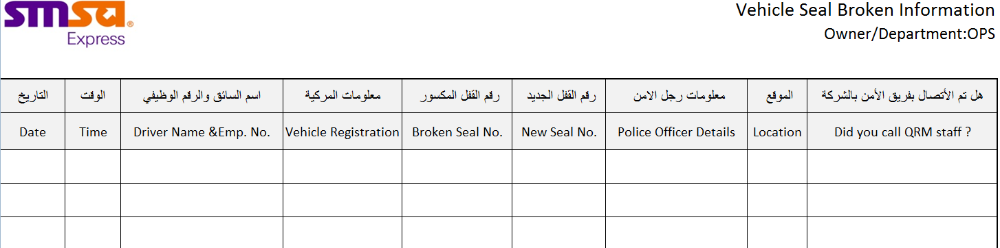 smsa®
Express
Vehicle Seal Broken Information
Owner/Department:OPS
التاريخ	الوقت	اسم السائق والرقم الوظيفي	معلومات المركبة	رقم القفل المكسور	رقم القفل الجديد	معلومات رجل الامن	الموقع	هل تم الأتصال بفريق الأمن بالشركة
Date	Time	Driver Name &Emp. No.	Vehicle Registration	Broken Seal No.	New Seal No.	Police Officer Details	Location	Did you call QRM staff ?